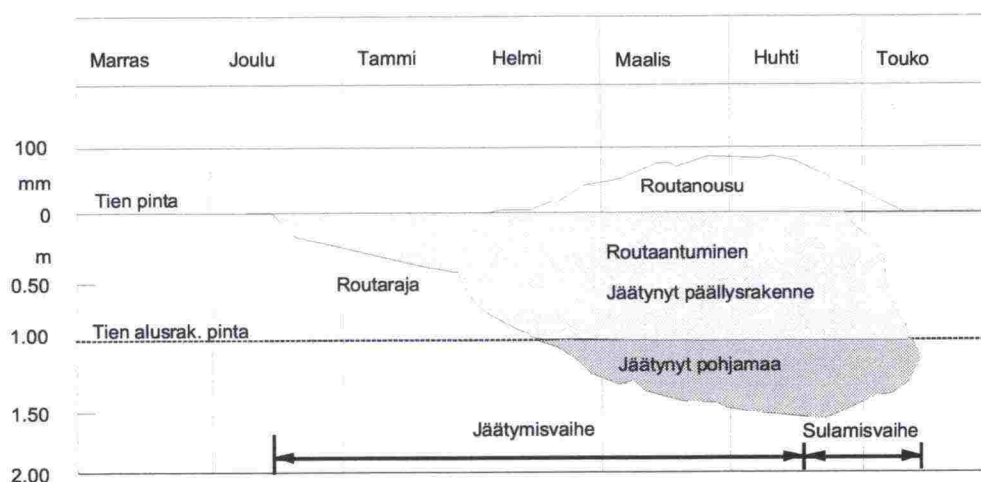 Marras Joulu Tammi Helmi Maalis Huhti Touko
100
mm
Routanousu
Tien pinta
0
Routaantuminen
m
Routaraja
Jäätynyt päällysrakenne
0.50
Tien alusrak. pinta
1.00
Jäätynyt pohjamaa
1.50
Jäätymisvaihe
Sulamisvaihe
2.00